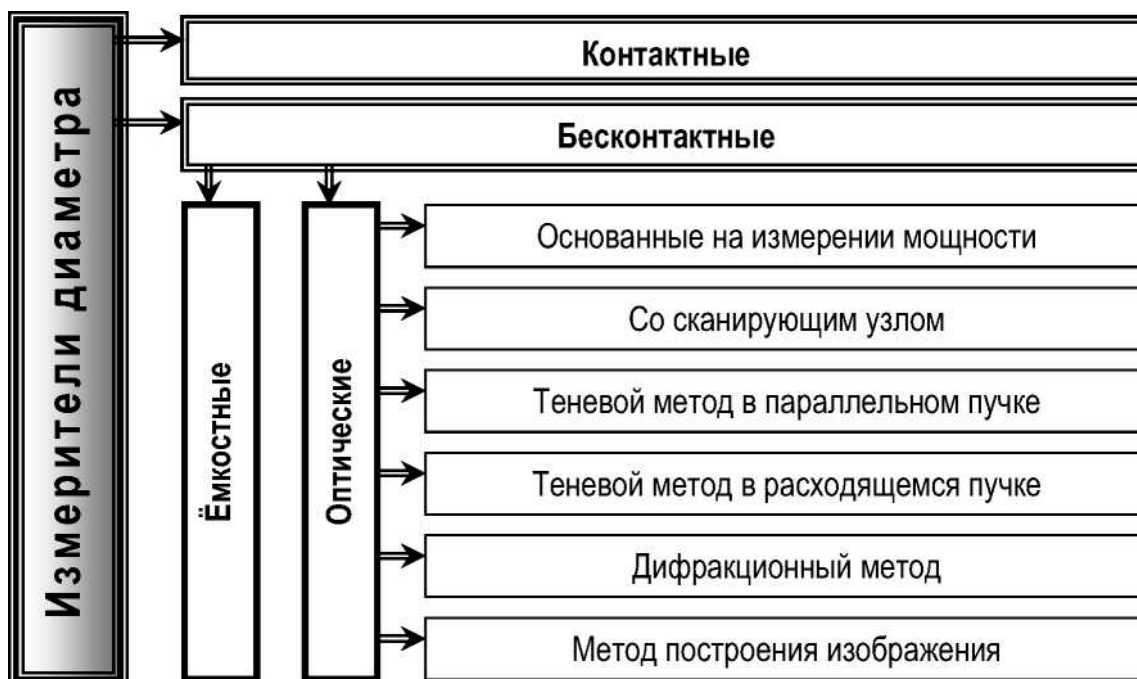 Измерители диаметра
Контактные
Бесконтактные
Ёмкостные
Оптические
Основанные на измерении мощности
Со сканирующим узлом
Теневой метод в параллельном пучке
Теневой метод в расходящемся пучке
Дифракционный метод
Метод построения изображения